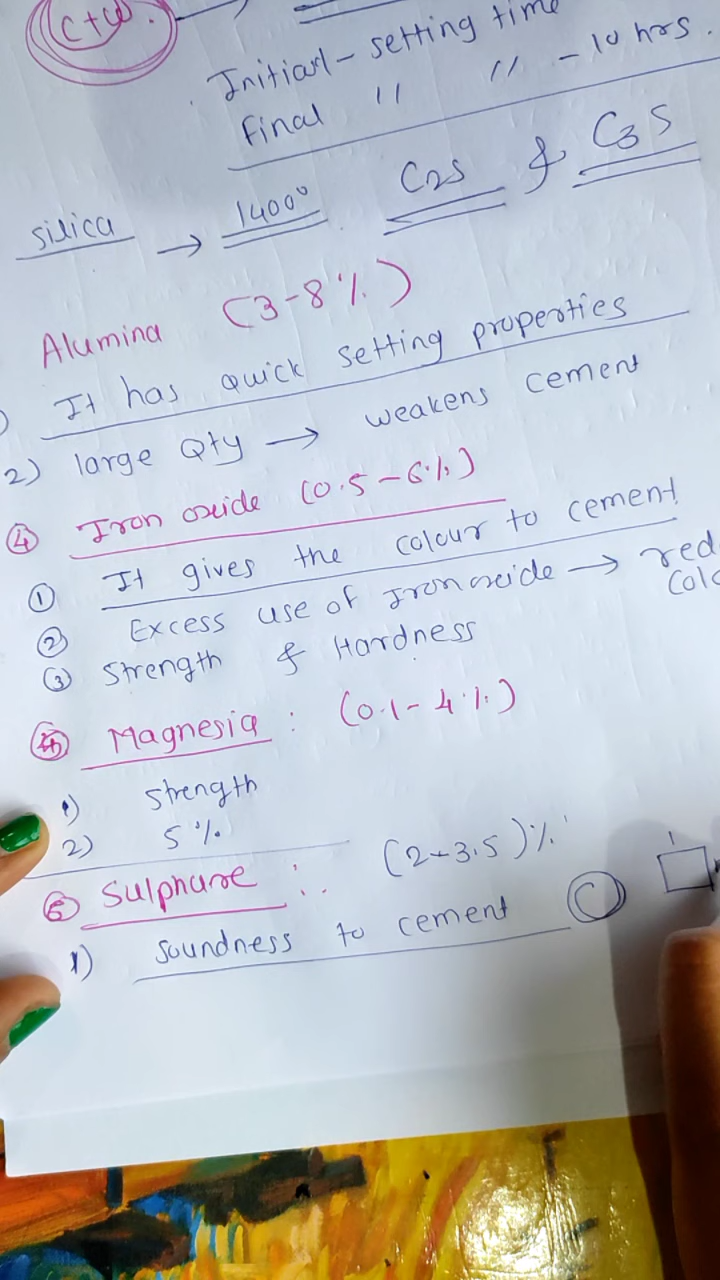 C+W
Initial - setting time
Final " " - 10 hrs.
silica → 1400° C2S & C3S
Alumina (3-8%)
It has quick setting properties
2) large Qty → weakens cement
④ Iron oxide (0.5-6%)
① It gives the colour to cement
② Excess use of Iron oxide → red
Colo
③ Strength & Hardness
Magnesia : (0.1-4%)
1) Strength
2) 5%
⑥ Sulphure : (2-3.5)%
1) Soundness to cement C